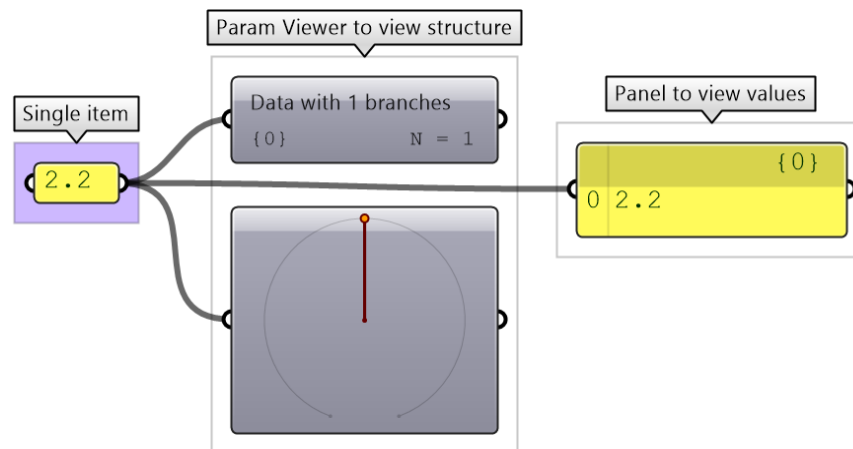 Param Viewer to view structure
Single item
Data with 1 branches
{0} N = 1
2.2
Panel to view values
{0}
0 2.2